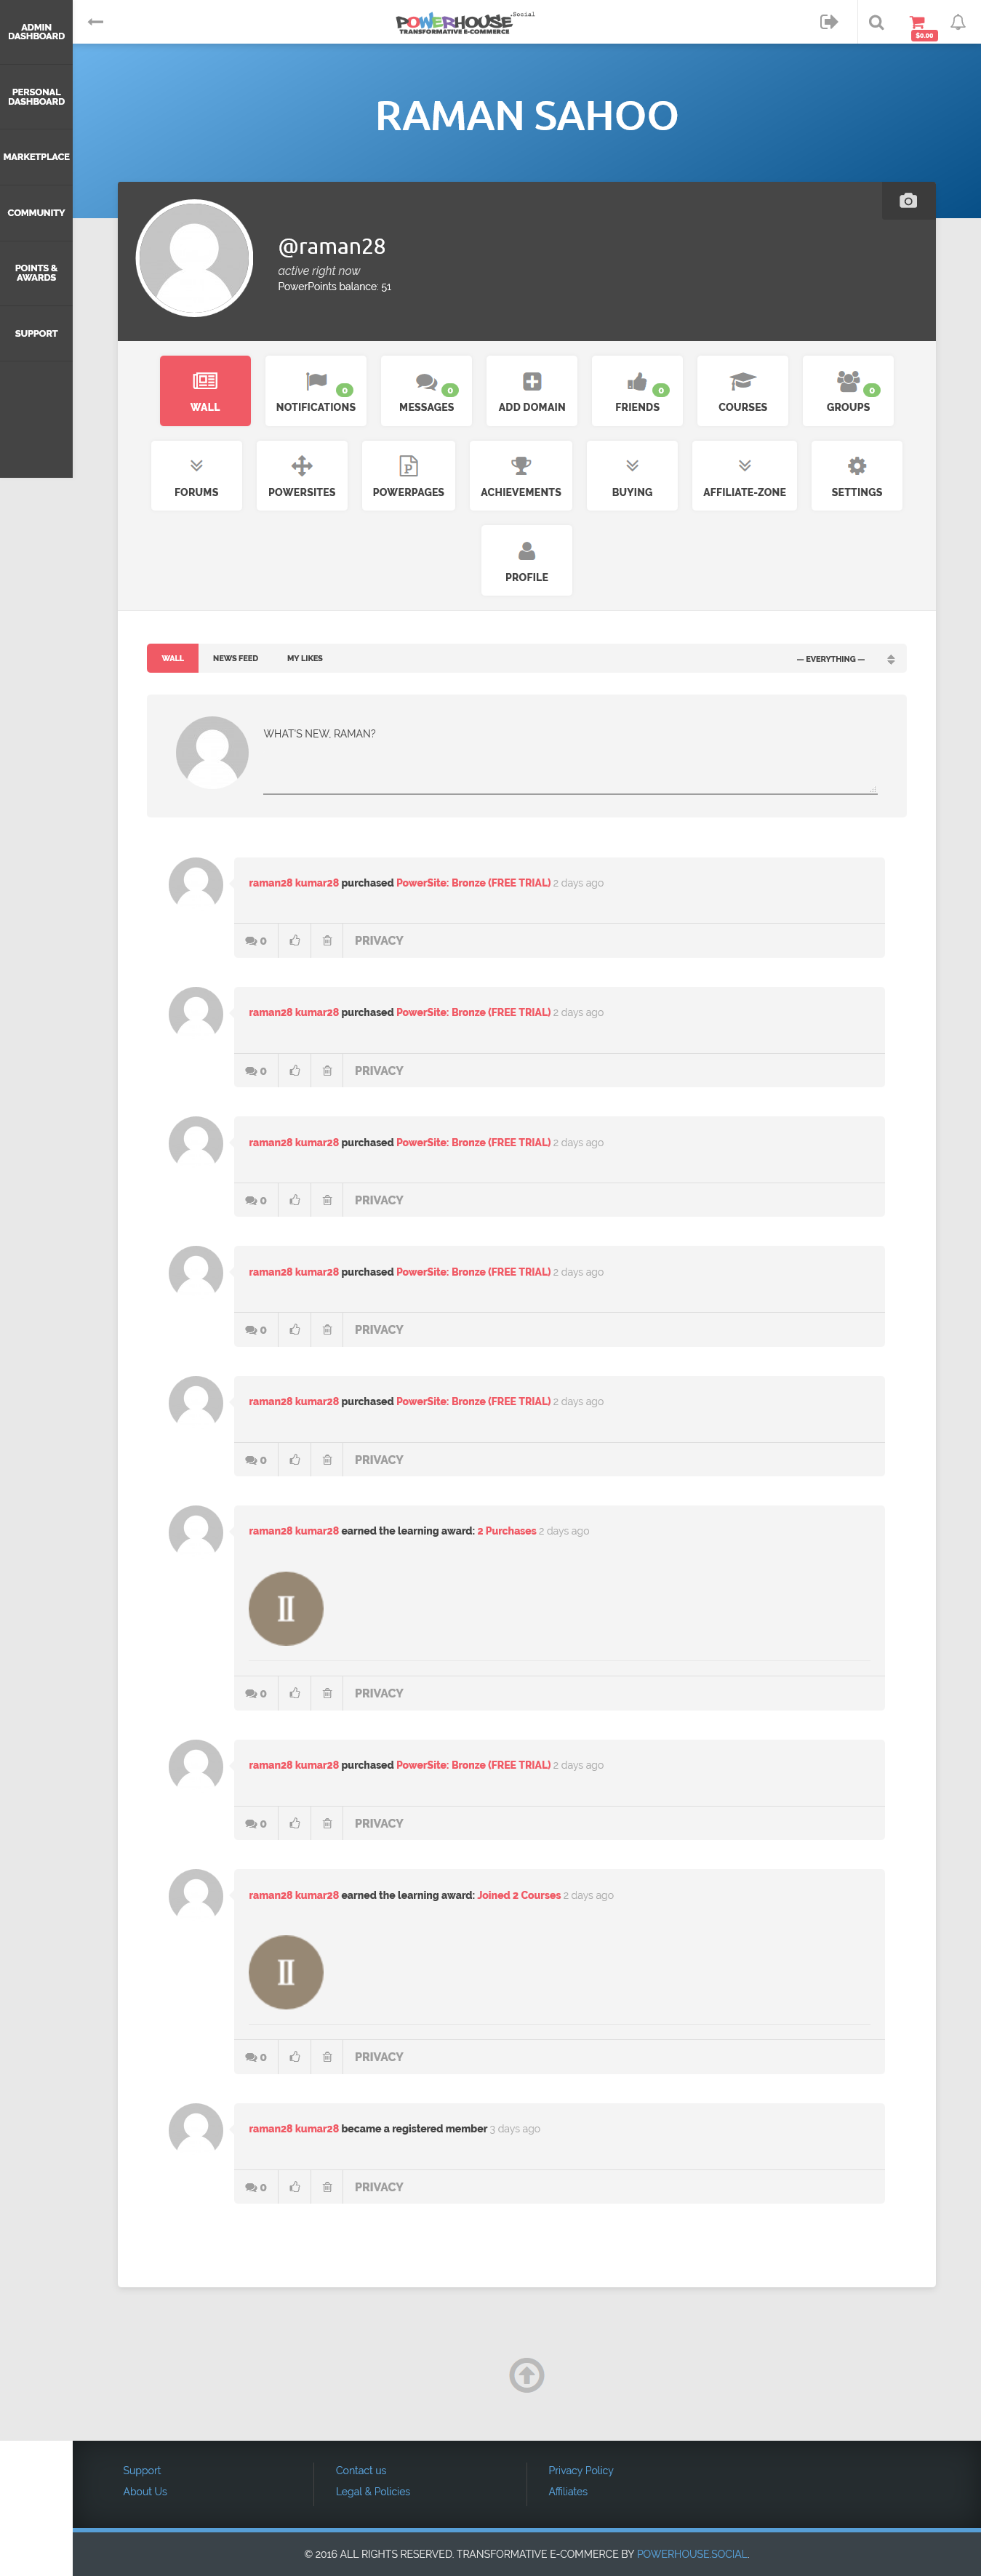 ADMIN
DASHBOARD
PERSONAL
DASHBOARD
MARKETPLACE
COMMUNITY
POINTS &
AWARDS
SUPPORT
POWERHOUSE.Social
TRANSFORMATIVE E-COMMERCE
$0.00
RAMAN SAHOO
@raman28
active right now
PowerPoints balance: 51
WALL
0
NOTIFICATIONS
0
MESSAGES
ADD DOMAIN
0
FRIENDS
COURSES
0
GROUPS
FORUMS
POWERSITES
POWERPAGES
ACHIEVEMENTS
BUYING
AFFILIATE-ZONE
SETTINGS
PROFILE
WALL NEWS FEED MY LIKES — EVERYTHING —
WHAT'S NEW, RAMAN?
raman28 kumar28 purchased PowerSite: Bronze (FREE TRIAL) 2 days ago
0 PRIVACY
raman28 kumar28 purchased PowerSite: Bronze (FREE TRIAL) 2 days ago
0 PRIVACY
raman28 kumar28 purchased PowerSite: Bronze (FREE TRIAL) 2 days ago
0 PRIVACY
raman28 kumar28 purchased PowerSite: Bronze (FREE TRIAL) 2 days ago
0 PRIVACY
raman28 kumar28 purchased PowerSite: Bronze (FREE TRIAL) 2 days ago
0 PRIVACY
raman28 kumar28 earned the learning award: 2 Purchases 2 days ago
II
0 PRIVACY
raman28 kumar28 purchased PowerSite: Bronze (FREE TRIAL) 2 days ago
0 PRIVACY
raman28 kumar28 earned the learning award: Joined 2 Courses 2 days ago
II
0 PRIVACY
raman28 kumar28 became a registered member 3 days ago
0 PRIVACY
Support
About Us
Contact us
Legal & Policies
Privacy Policy
Affiliates
© 2016 ALL RIGHTS RESERVED. TRANSFORMATIVE E-COMMERCE BY POWERHOUSE.SOCIAL.